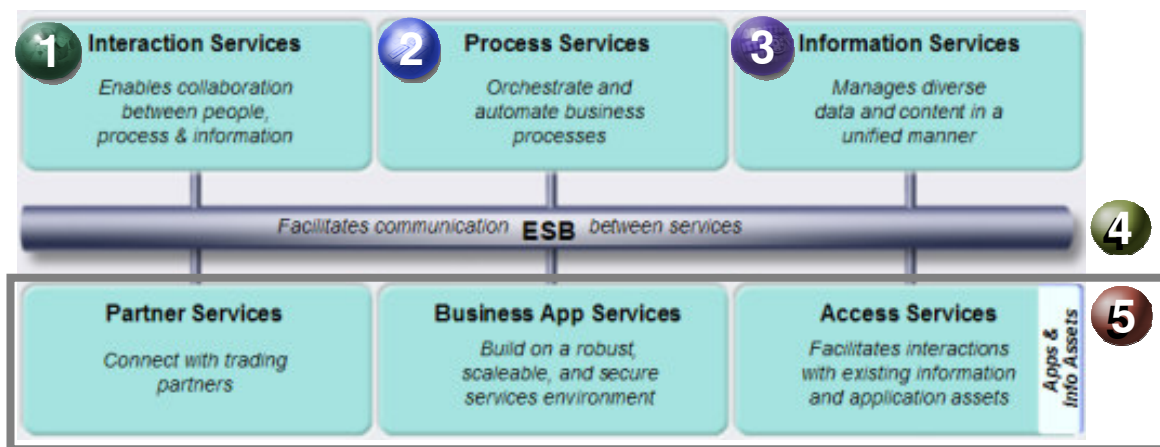 1
Interaction Services
Enables collaboration
between people,
process & information
2
Process Services
Orchestrate and
automate business
processes
3
Information Services
Manages diverse
data and content in a
unified manner
Facilitates communication ESB between services
4
Partner Services
Connect with trading
partners
Business App Services
Build on a robust,
scaleable, and secure
services environment
Access Services
Facilitates interactions
with existing information
and application assets
Apps &
Info Assets
5